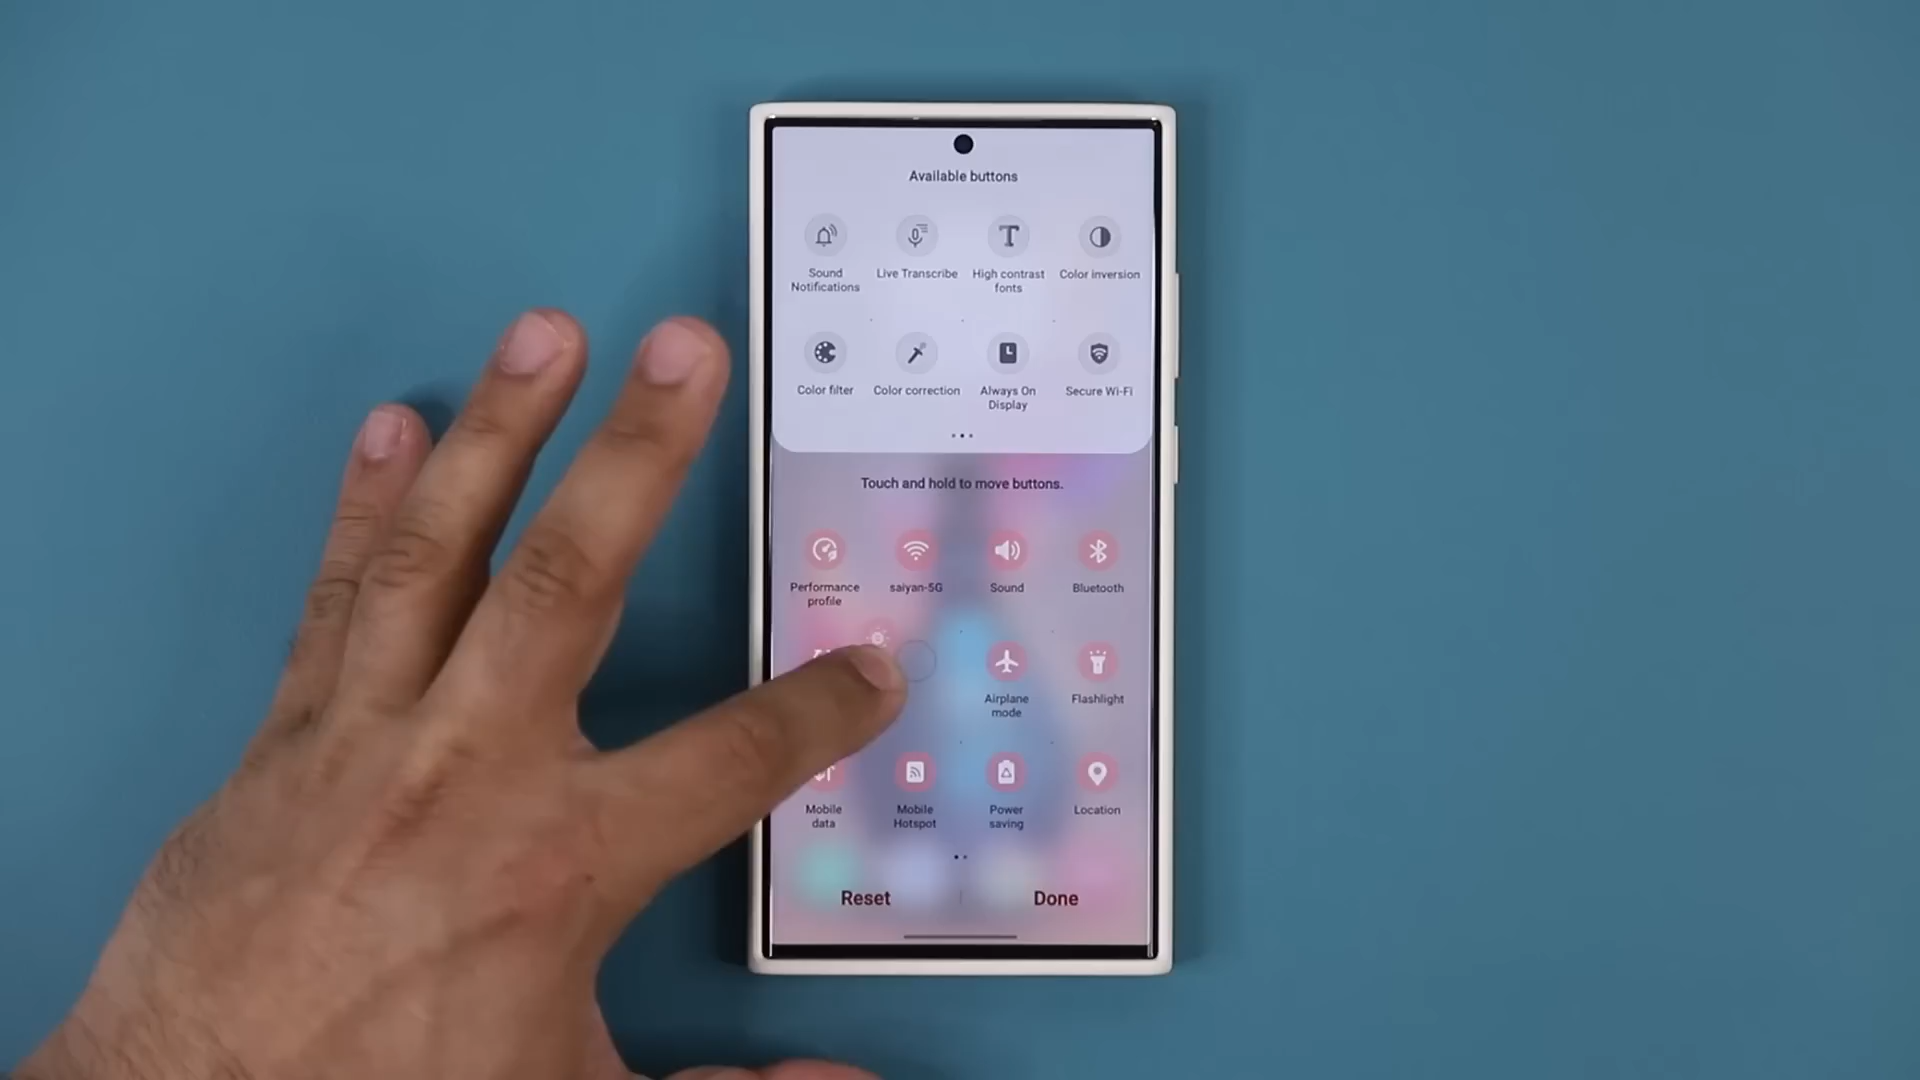 Available buttons
Sound
Notifications
Live Transcribe
High contrast
fonts
Color inversion
Color filter
Color correction
Always On
Display
Secure Wi-Fi
Touch and hold to move buttons.
Performance
profile
saiyan-5G
Sound
Bluetooth
Airplane
mode
Flashlight
Mobile
data
Mobile
Hotspot
Power
saving
Location
Reset
Done